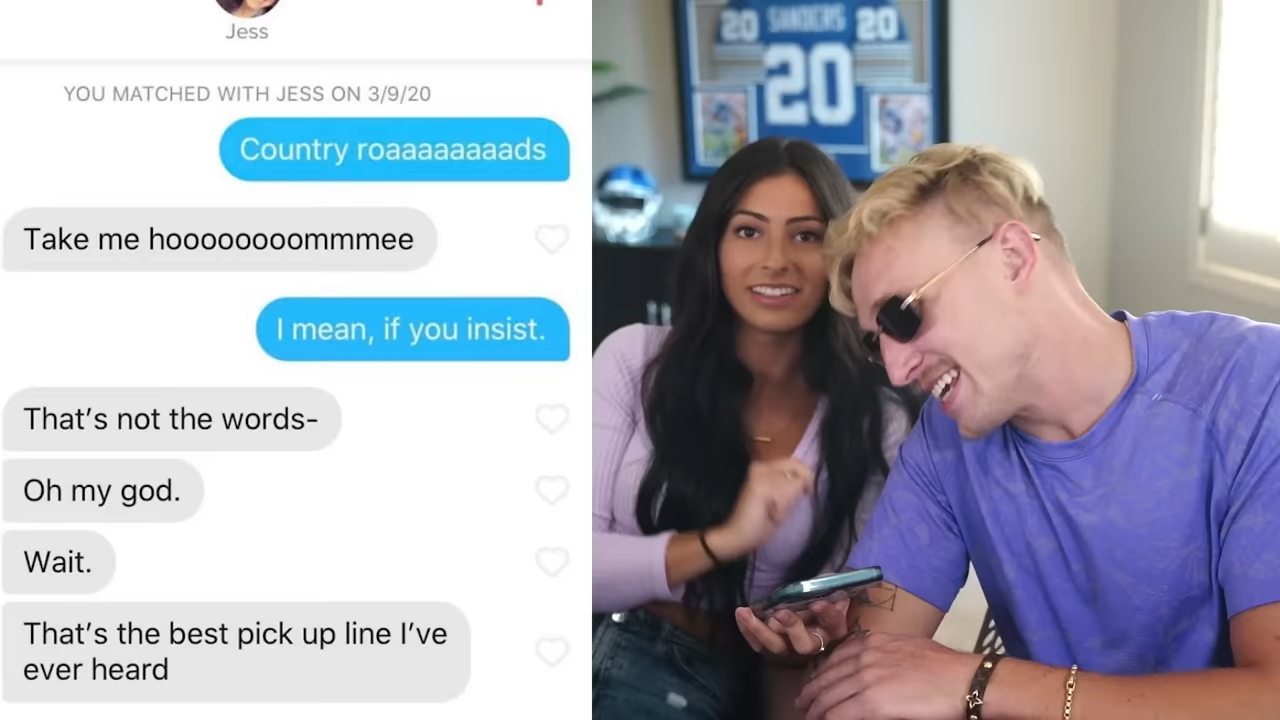 Jess
YOU MATCHED WITH JESS ON 3/9/20
Country roaaaaaaaads
Take me hoooooooommmee
I mean, if you insist.
That’s not the words-
Oh my god.
Wait.
That’s the best pick up line I’ve
ever heard
20 SANDERS 20
20